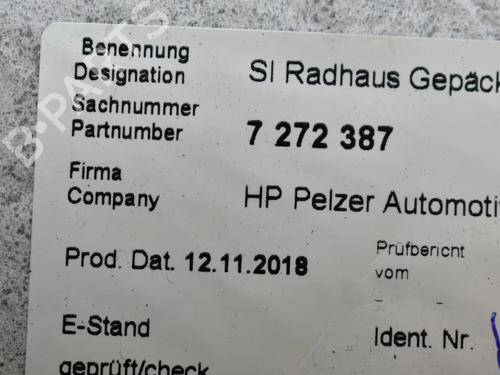 Benennung
Designation
SI Radhaus Gepäck
Sachnummer
Partnumber
7 272 387
Firma
Company
HP Pelzer Automoti
Prod. Dat. 12.11.2018
Prüfbericht
vom
E-Stand
Ident. Nr.
geprüft/check
B-PARTS